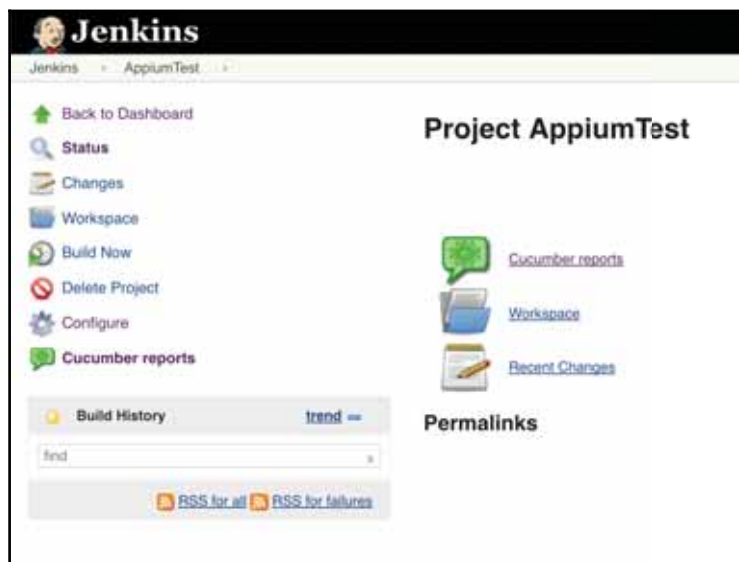 Jenkins
Jenkins AppiumTest
Back to Dashboard
Status
Changes
Workspace
Build Now
Delete Project
Configure
Cucumber reports
Build History trend
find x
RSS for all RSS for failures
Project AppiumTest
Cucumber reports
Workspace
Recent Changes
Permalinks